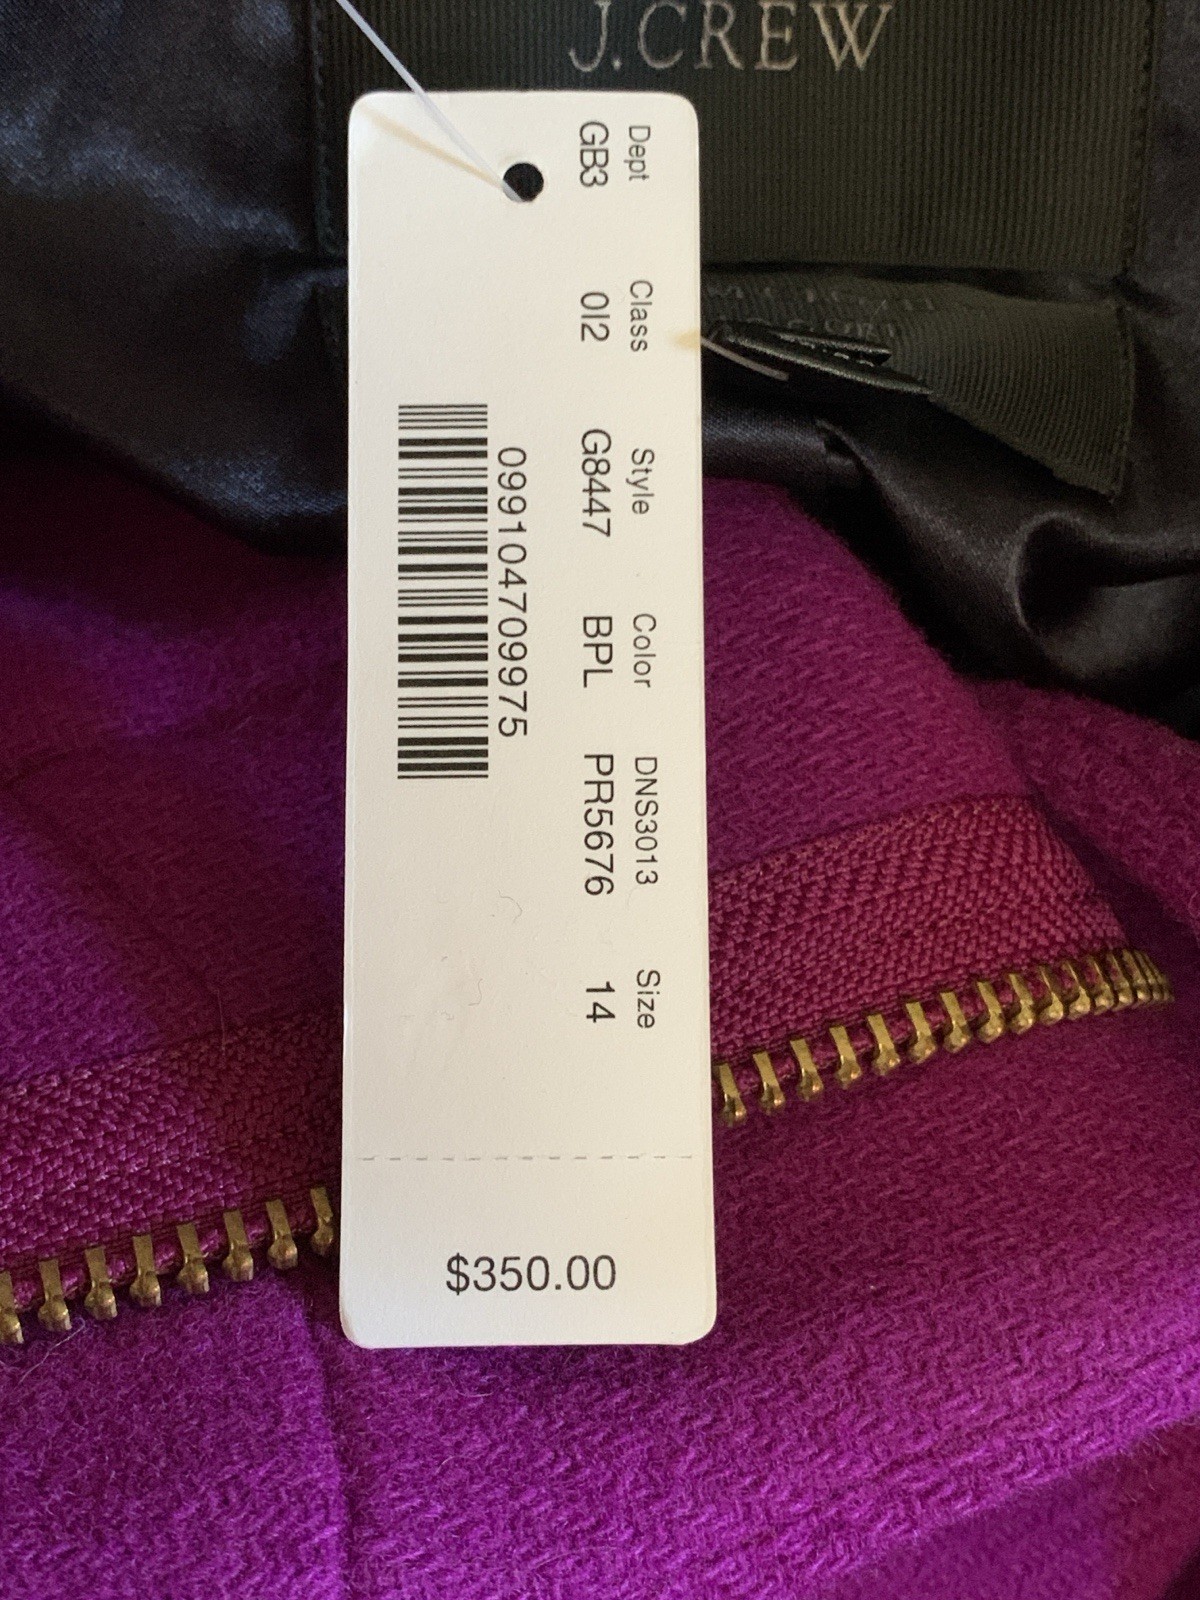 J.CREW
Dept Class Style Color DNS3013 Size
GB3 012 G8447 BPL PR5676 14
099104709975
$350.00